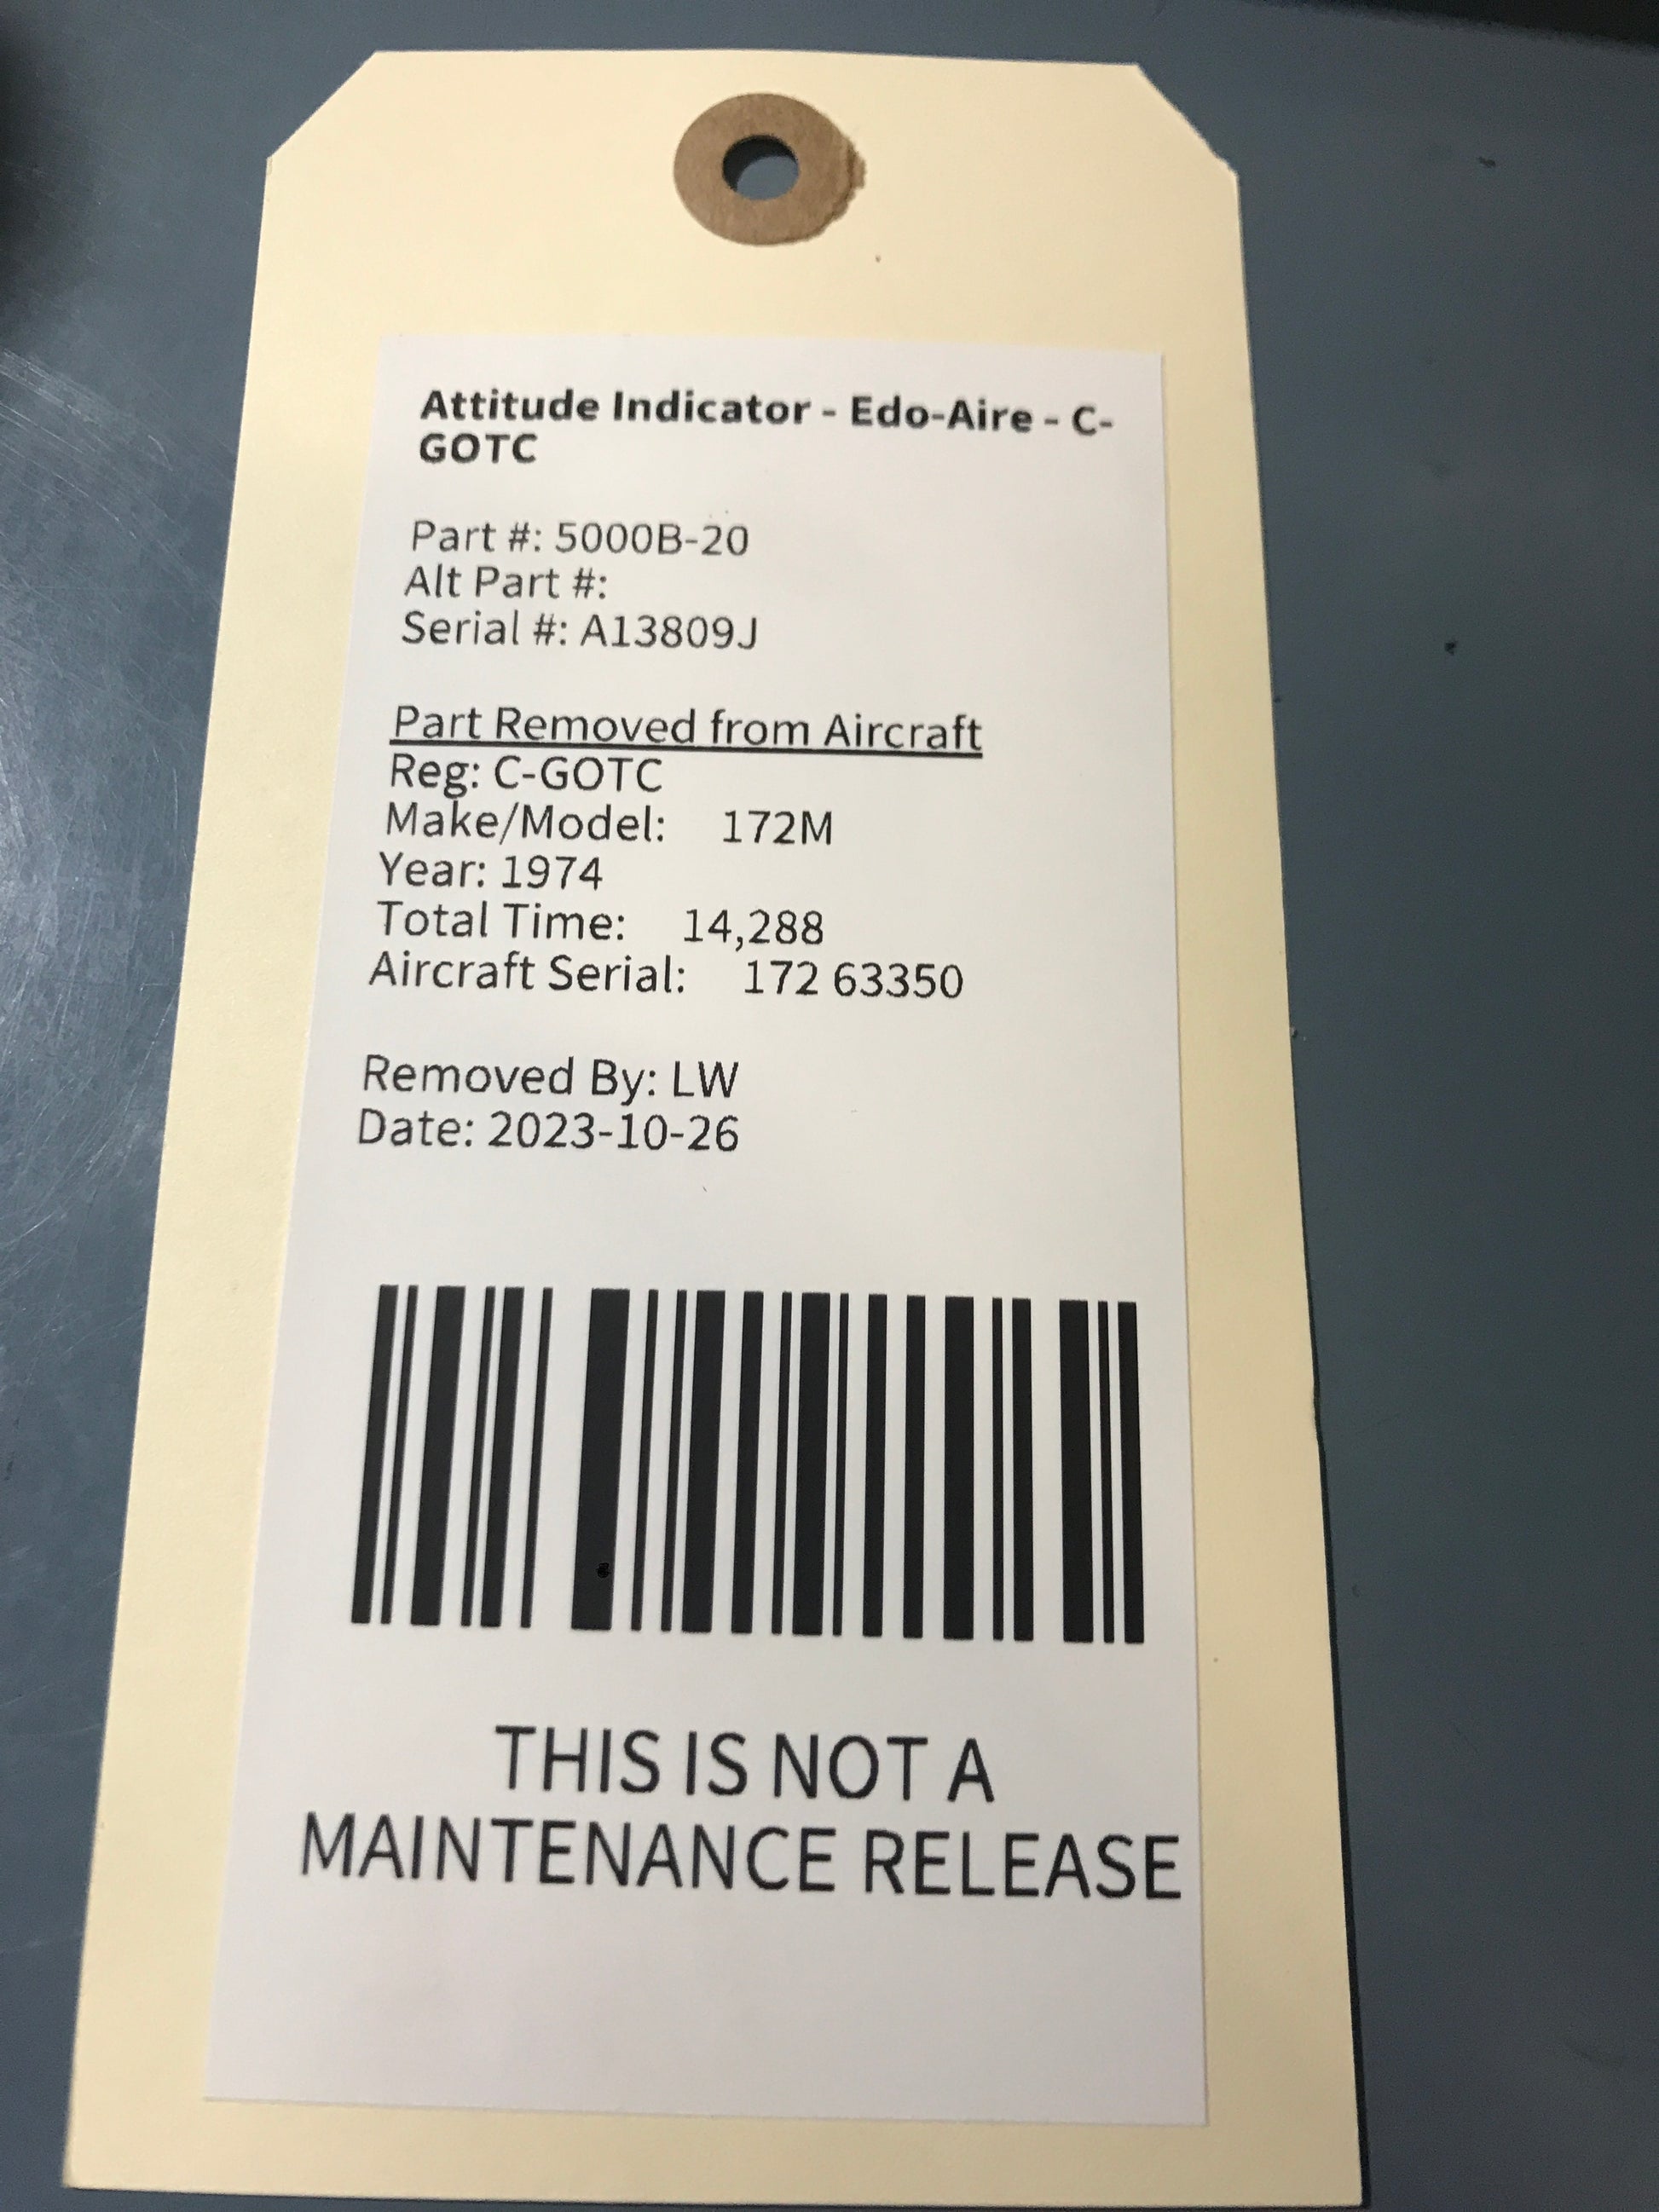 Attitude Indicator - Edo-Aire - C-
GOTC
Part #: 5000B-20
Alt Part #:
Serial #: A13809J
Part Removed from Aircraft
Reg: C-GOTC
Make/Model: 172M
Year: 1974
Total Time: 14,288
Aircraft Serial: 172 63350
Removed By: LW
Date: 2023-10-26
THIS IS NOT A
MAINTENANCE RELEASE